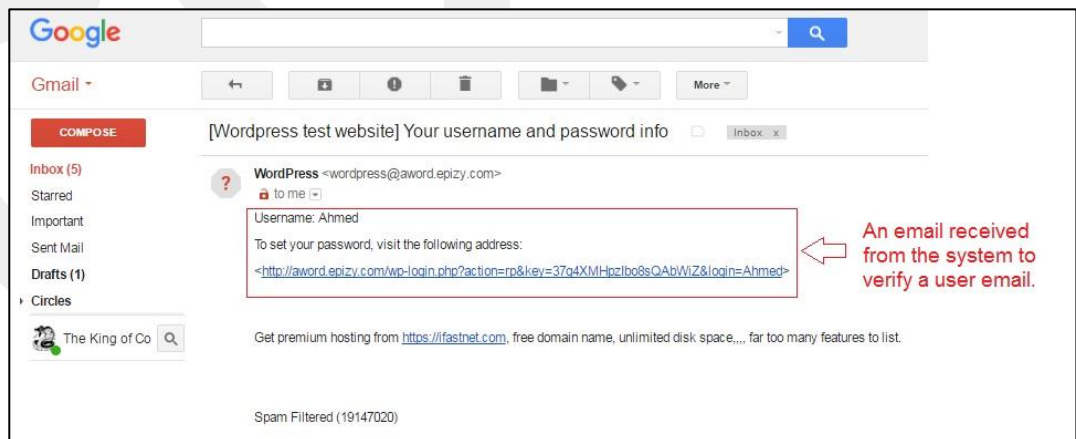 Google
Gmail
More
COMPOSE
[Wordpress test website] Your username and password info
Inbox x
Inbox (5)
Starred
Important
Sent Mail
Drafts (1)
Circles
The King of Co
WordPress <wordpress@aword.epizy.com>
to me
Username: Ahmed
To set your password, visit the following address:
<http://aword.epizy.com/wp-login.php?action=rp&key=37q4XMHpzIbo8sQAbWiZ&login=Ahmed>
An email received
from the system to
verify a user email.
Get premium hosting from https://ifastnet.com, free domain name, unlimited disk space,,,, far too many features to list.
Spam Filtered (19147020)